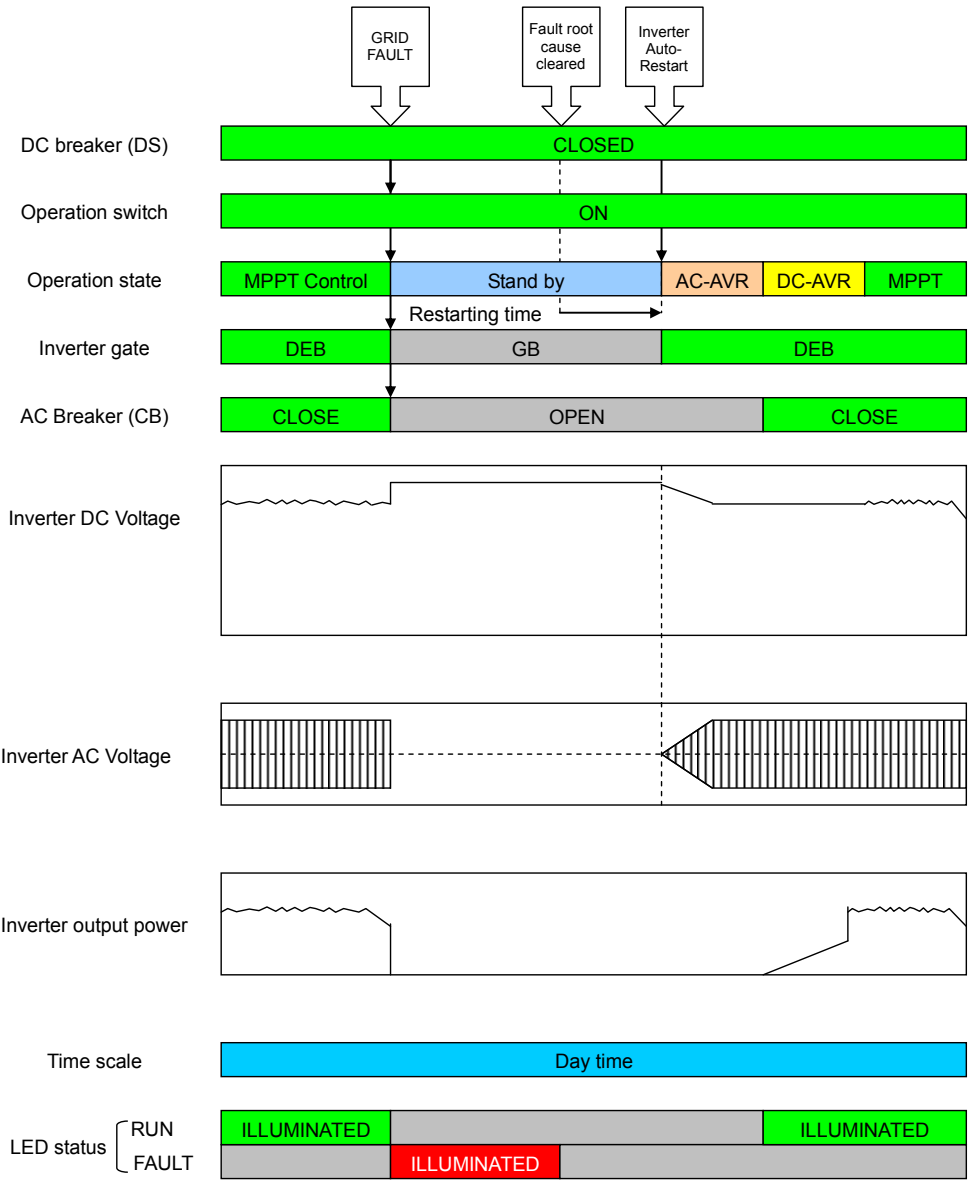 GRID
FAULT
Fault root
cause
cleared
Inverter
Auto-
Restart
DC breaker (DS)
CLOSED
Operation switch
ON
Operation state
MPPT Control
Stand by
AC-AVR
DC-AVR
MPPT
Restarting time
Inverter gate
DEB
GB
DEB
AC Breaker (CB)
CLOSE
OPEN
CLOSE
Inverter DC Voltage
Inverter AC Voltage
Inverter output power
Time scale
Day time
LED status
RUN
ILLUMINATED
ILLUMINATED
FAULT
ILLUMINATED